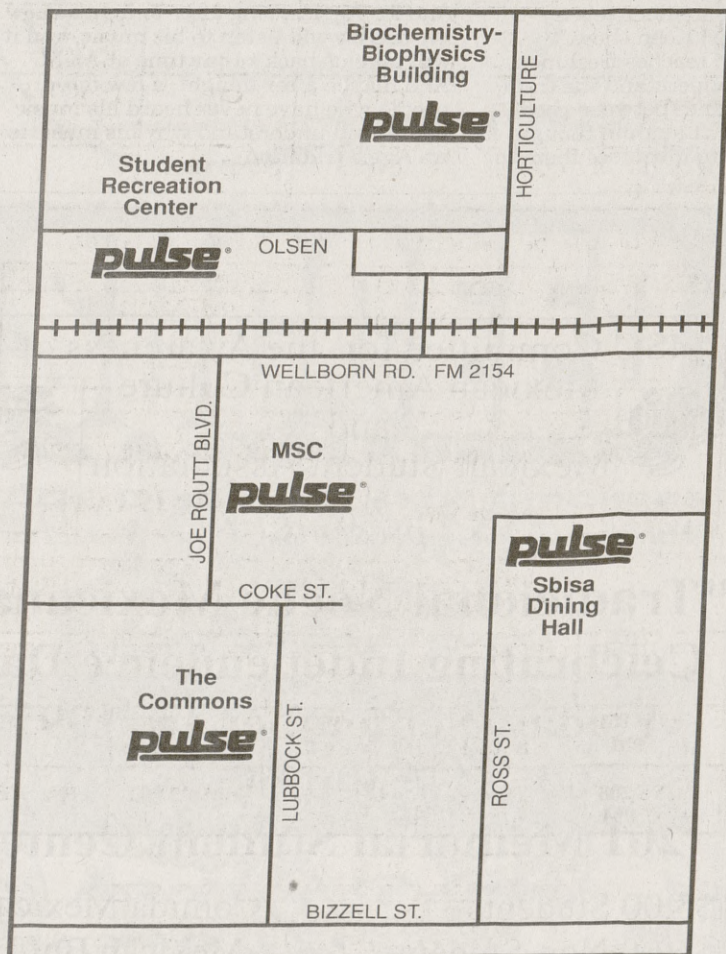 Biochemistry-
Biophysics
Building
pulse®
HORTICULTURE
Student
Recreation
Center
pulse®
OLSEN
WELLBORN RD. FM 2154
JOE ROUTT BLVD.
MSC
pulse®
COKE ST.
pulse®
Sbisa
Dining
Hall
The
Commons
pulse®
LUBBOCK ST.
ROSS ST.
BIZZELL ST.